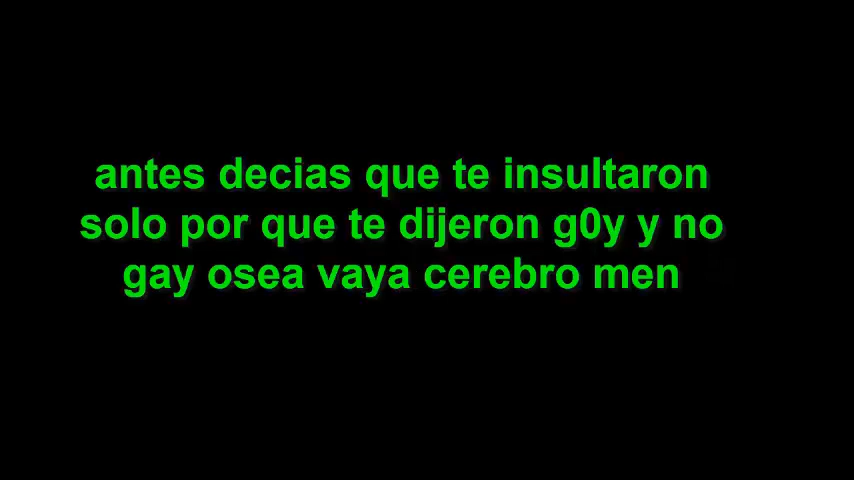 antes decias que te insultaron
solo por que te dijeron g0y y no
gay osea vaya cerebro men